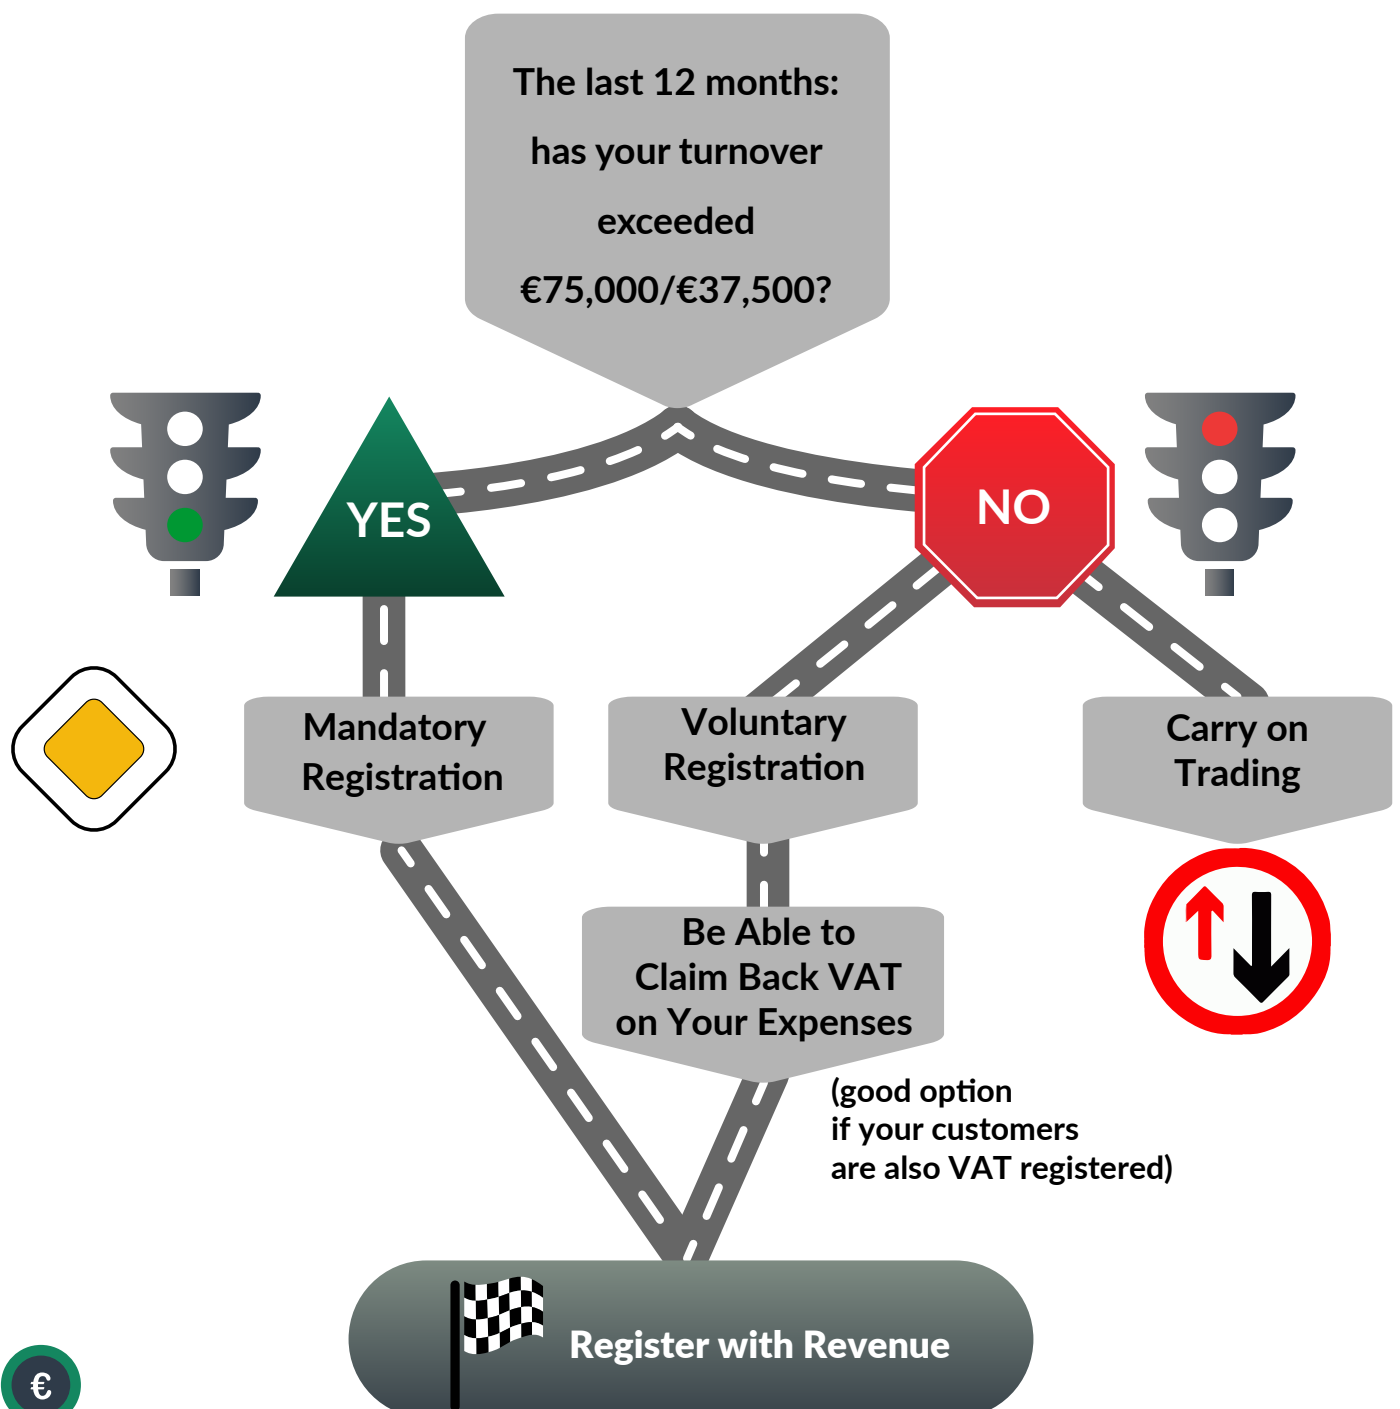 The last 12 months:
has your turnover
exceeded
€75,000/€37,500?
YES
NO
Mandatory
Registration
Voluntary
Registration
Carry on
Trading
Be Able to
Claim Back VAT
on Your Expenses
(good option
if your customers
are also VAT registered)
Register with Revenue
€